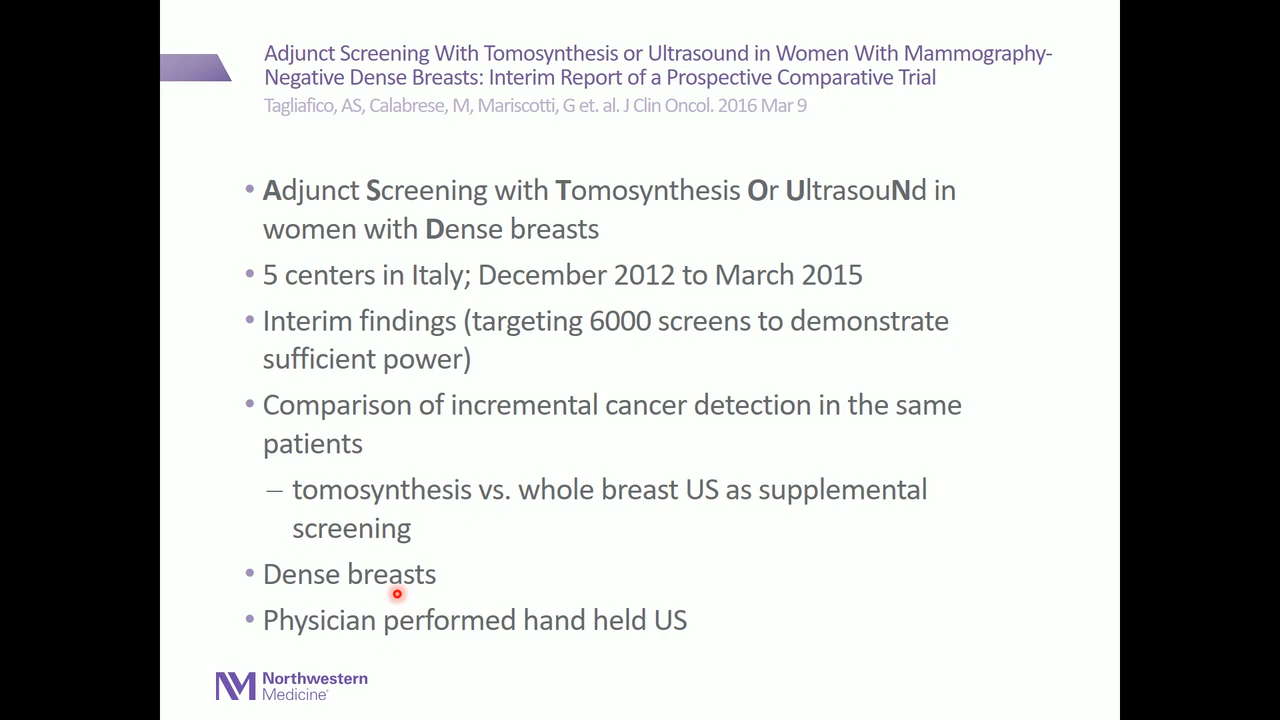 Adjunct Screening With Tomosynthesis or Ultrasound in Women With Mammography-
Negative Dense Breasts: Interim Report of a Prospective Comparative Trial
Tagliafico, AS, Calabrese, M, Mariscotti, G et. al. J Clin Oncol. 2016 Mar 9
• Adjunct Screening with Tomosynthesis Or UltrasouNd in
women with Dense breasts
• 5 centers in Italy; December 2012 to March 2015
• Interim findings (targeting 6000 screens to demonstrate
sufficient power)
• Comparison of incremental cancer detection in the same
patients
– tomosynthesis vs. whole breast US as supplemental
screening
• Dense breasts
• Physician performed hand held US
NM Northwestern
Medicine®